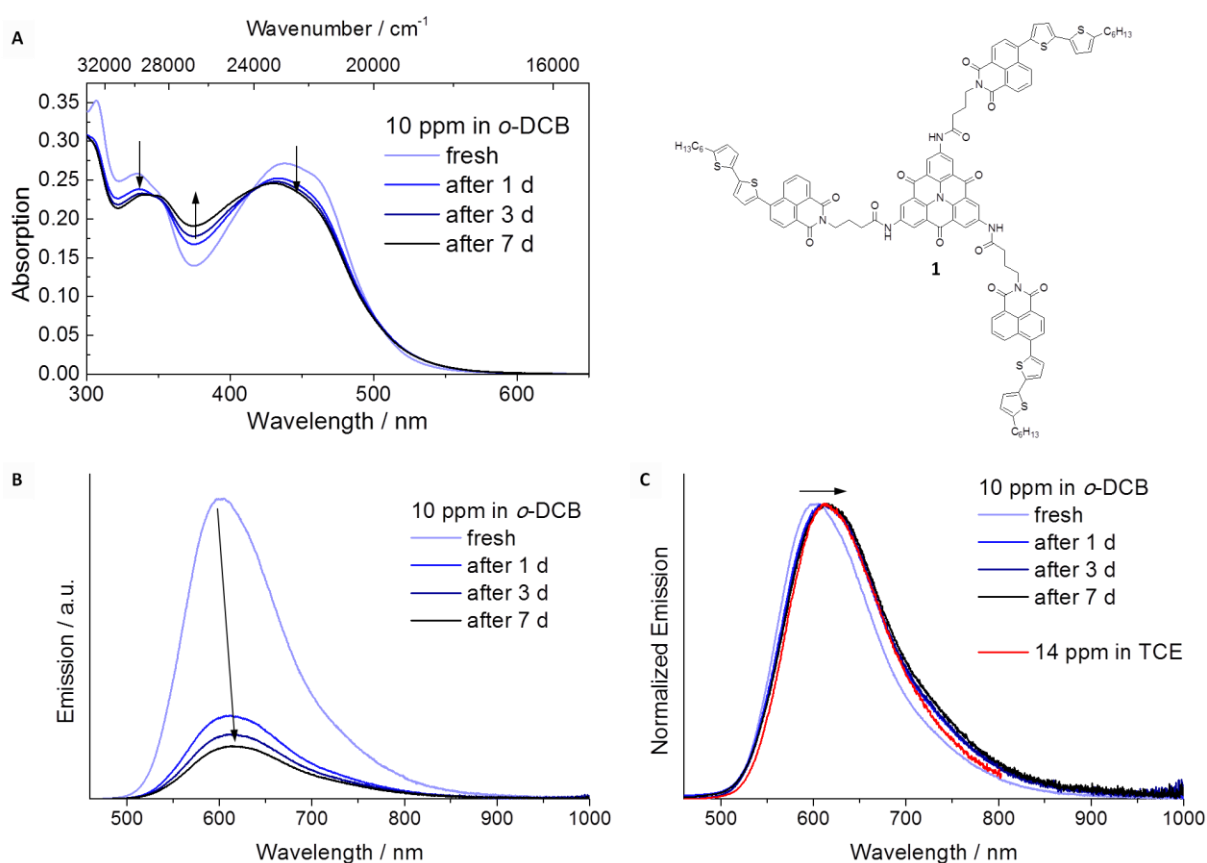 A
Wavenumber / cm⁻¹
32000 28000 24000 20000 16000
10 ppm in o-DCB
fresh
after 1 d
after 3 d
after 7 d
0.35
0.30
0.25
0.20
0.15
0.10
0.05
0.00
Absorption
300 400 500 600
Wavelength / nm
C₆H₁₃
S
S
O
N
O
O
NH
H₁₃C₆
S
S
O
N
O
O
NH
O
O
N
O
HN
O
1
O
N
O
S
S
C₆H₁₃
B
10 ppm in o-DCB
fresh
after 1 d
after 3 d
after 7 d
Emission / a.u.
500 600 700 800 900 1000
Wavelength / nm
C
10 ppm in o-DCB
fresh
after 1 d
after 3 d
after 7 d
14 ppm in TCE
Normalized Emission
500 600 700 800 900 1000
Wavelength / nm